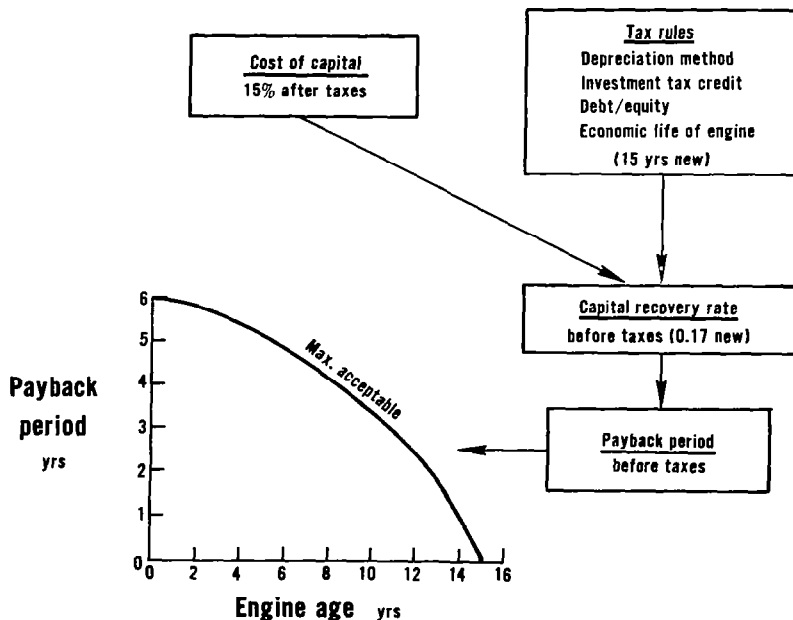 Cost of capital
15% after taxes
Tax rules
Depreciation method
Investment tax credit
Debt/equity
Economic life of engine
(15 yrs new)
Capital recovery rate
before taxes (0.17 new)
Payback period
before taxes
Payback
period
yrs
6
5
4
3
2
1
0
Max. acceptable
0 2 4 6 8 10 12 14 16
Engine age yrs